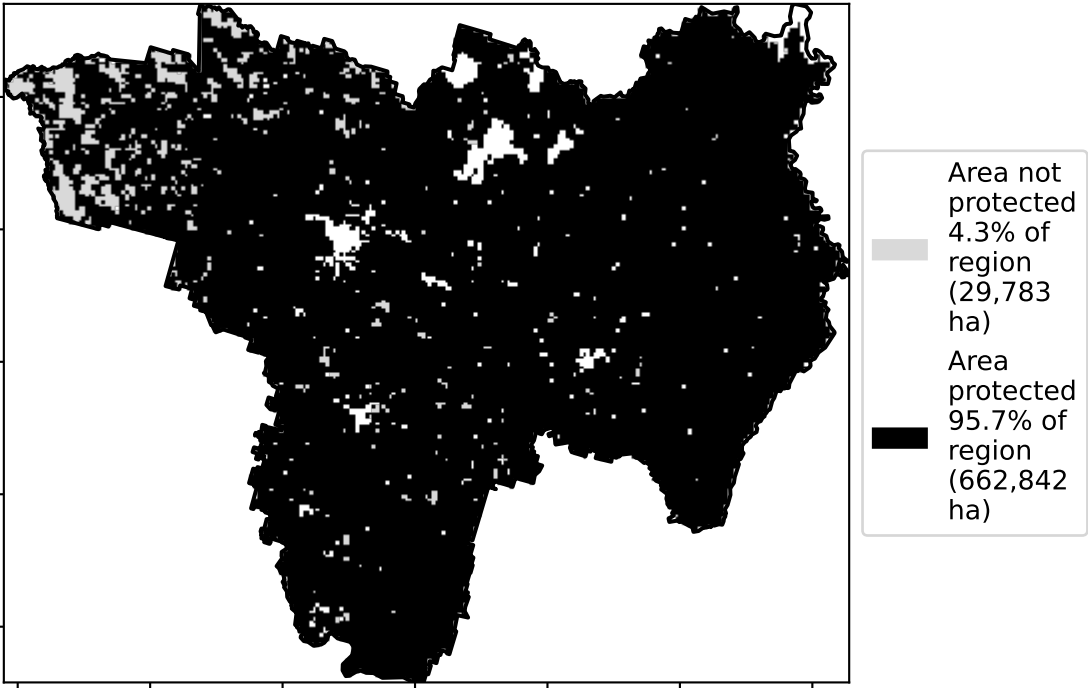 Area not
protected
4.3% of
region
(29,783
ha)
Area
protected
95.7% of
region
(662,842
ha)